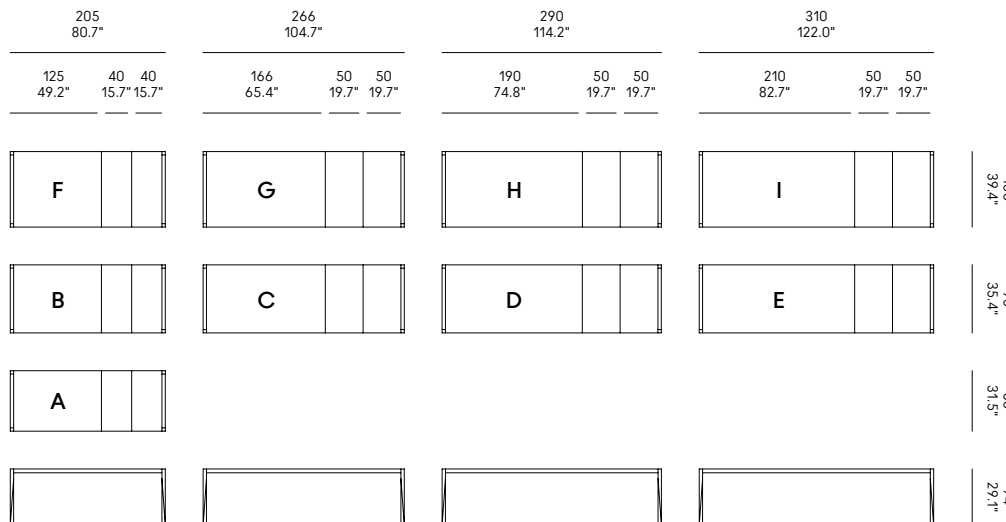 205 266 290 310
80.7" 104.7" 114.2" 122.0"
125 40 40 166 50 50 190 50 50 210 50 50
49.2" 15.7" 15.7" 65.4" 19.7" 19.7" 74.8" 19.7" 19.7" 82.7" 19.7" 19.7"
F G H I
39.4"
B C D E
35.4"
A
31.5"
29.1"